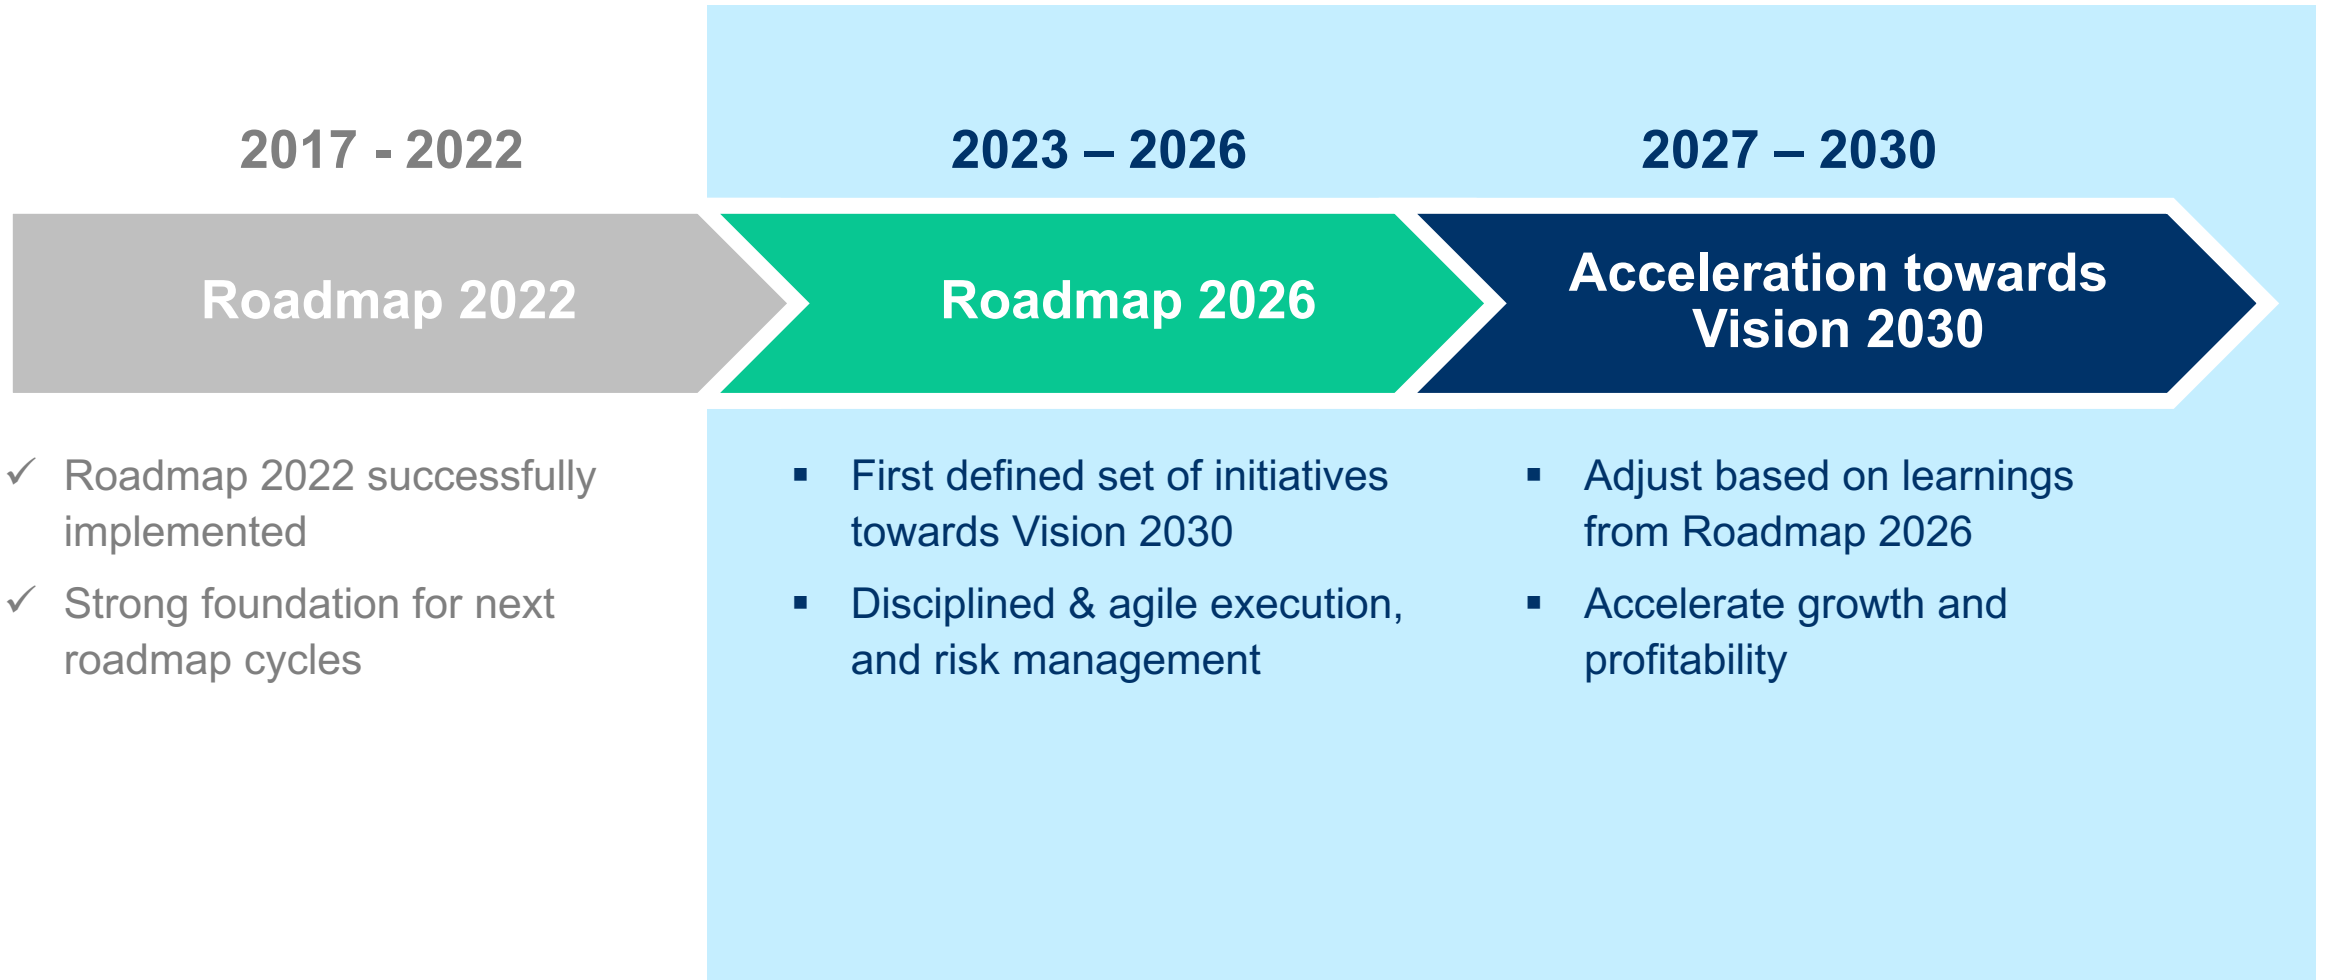 2017 - 2022
2023 – 2026
2027 – 2030
Roadmap 2022
Roadmap 2026
Acceleration towards
Vision 2030
✓ Roadmap 2022 successfully
implemented
✓ Strong foundation for next
roadmap cycles
▪ First defined set of initiatives
towards Vision 2030
▪ Disciplined & agile execution,
and risk management
▪ Adjust based on learnings
from Roadmap 2026
▪ Accelerate growth and
profitability